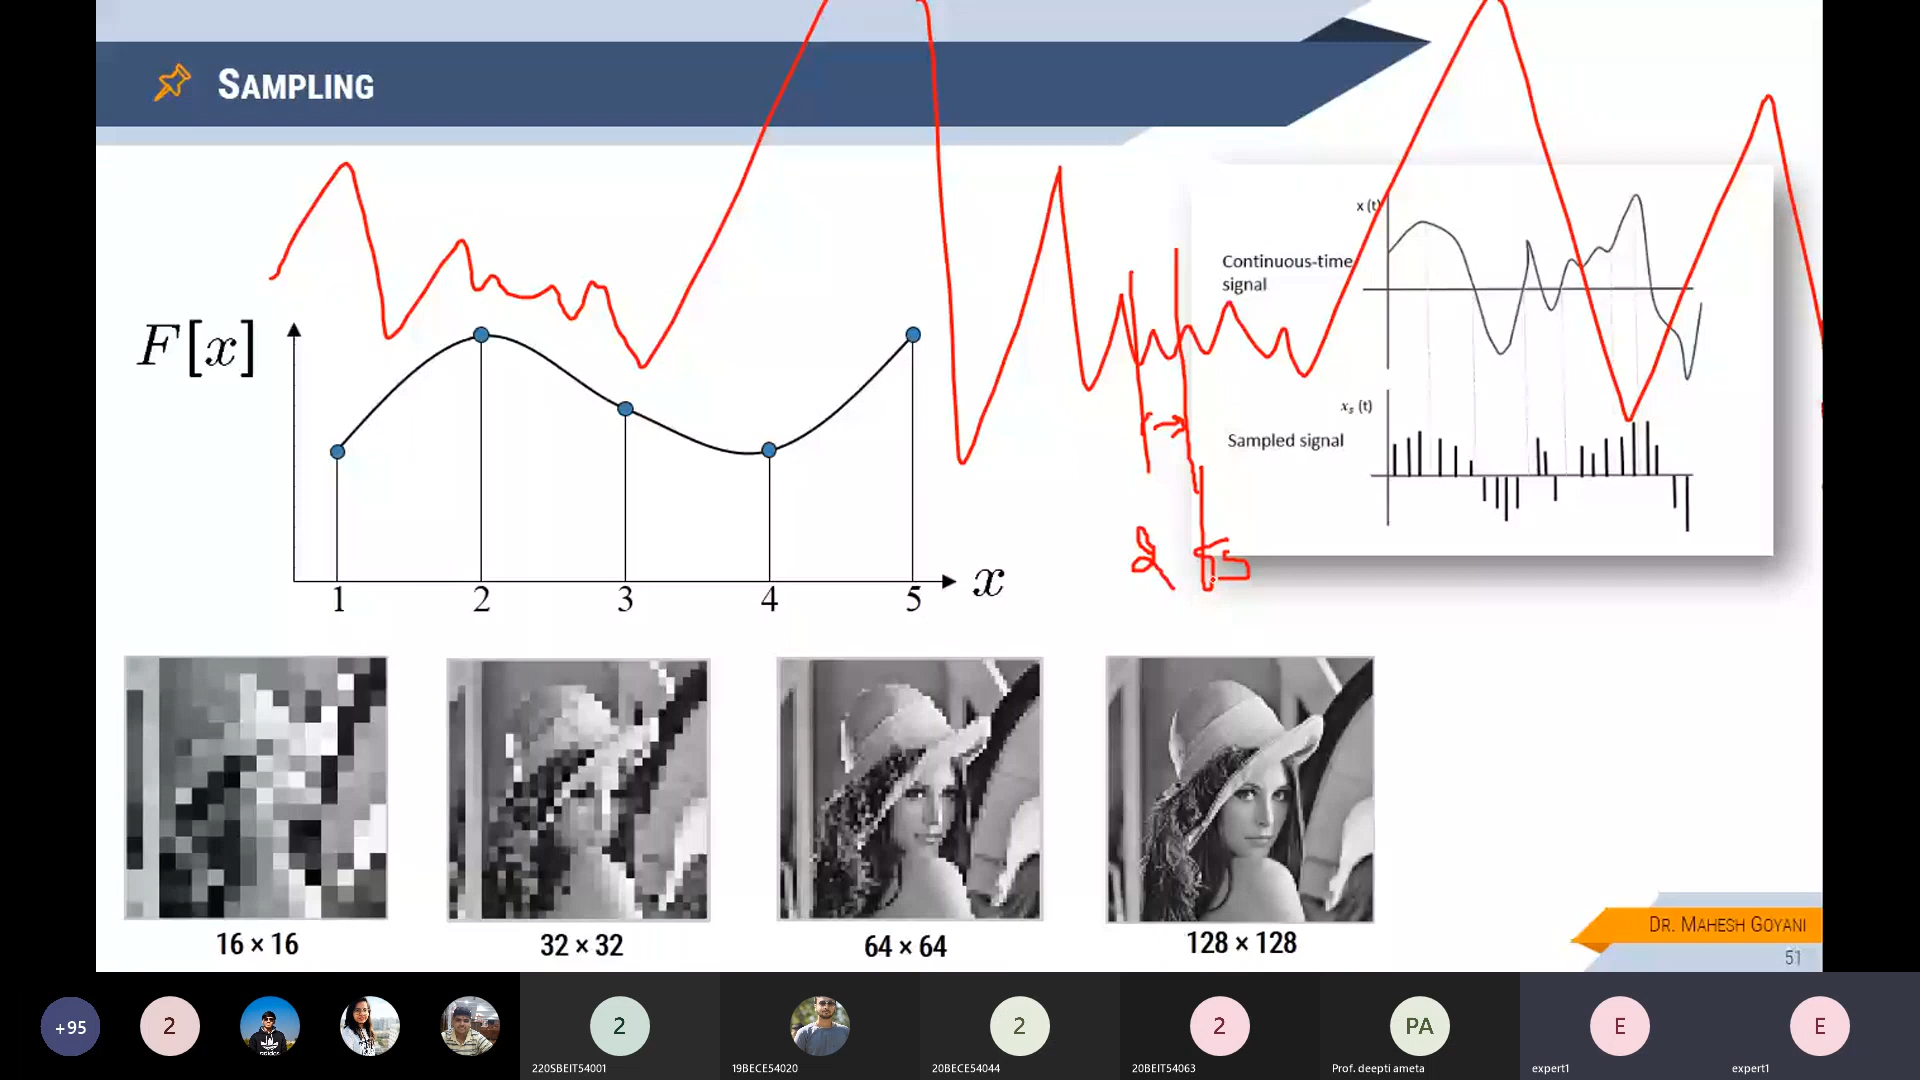 SAMPLING
x (t)
Continuous-time
signal
F[x]
xs (t)
Sampled signal
x
1 2 3 4 5
16 × 16
32 × 32
64 × 64
128 × 128
DR. MAHESH GOYANI
51
+95
2
adidas
2
2
2
PA
E
E
220SBEIT54001
19BECE54020
20BECE54044
20BEIT54063
Prof. deepti ameta
expert1
expert1